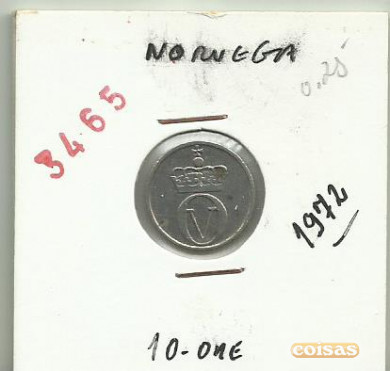 NORUEGA
0.25
3465
V
1972
10-ORE
coisas